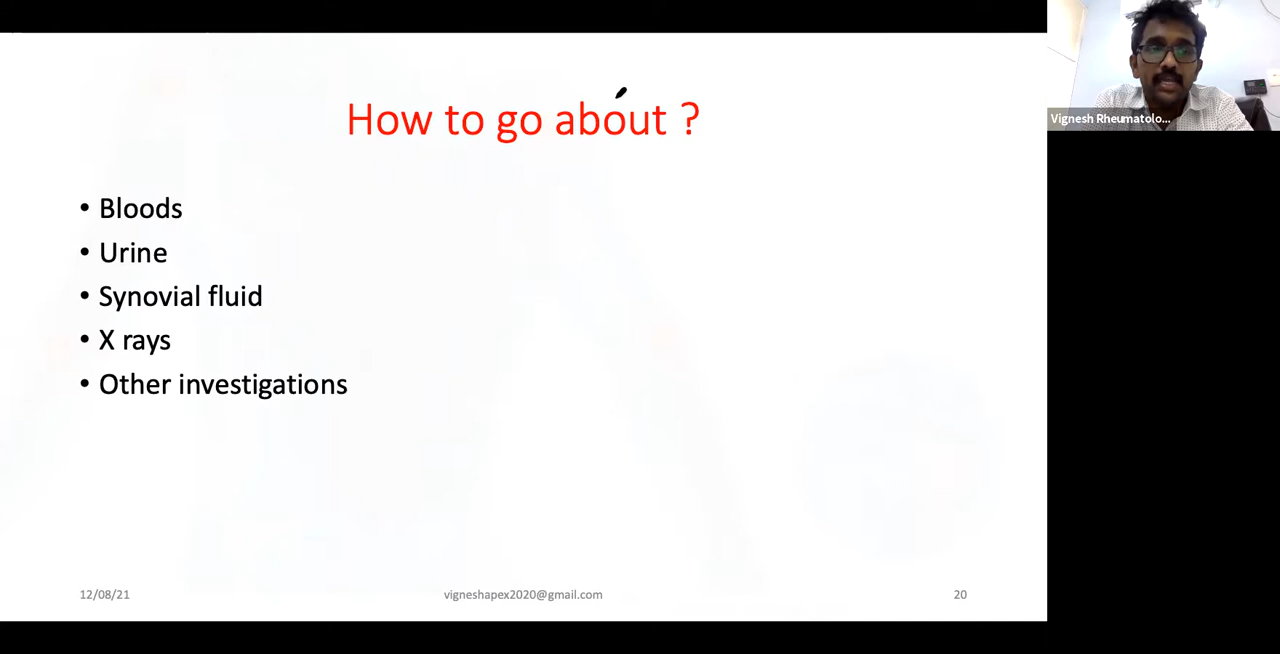 How to go about ?
Vignesh Rheumatolo...
• Bloods
• Urine
• Synovial fluid
• X rays
• Other investigations
12/08/21
vigneshapex2020@gmail.com
20